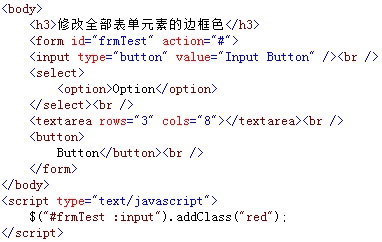 <body>
<h3>修改全部表单元素的边框色</h3>
<form id="frmTest" action="#">
<input type="button" value="Input Button" /><br />
<select>
<option>Option</option>
</select><br />
<textarea rows="3" cols="8"></textarea><br />
<button>
Button</button><br />
</form>
</body>
<script type="text/javascript">
$("#frmTest :input").addClass("red");
</script>